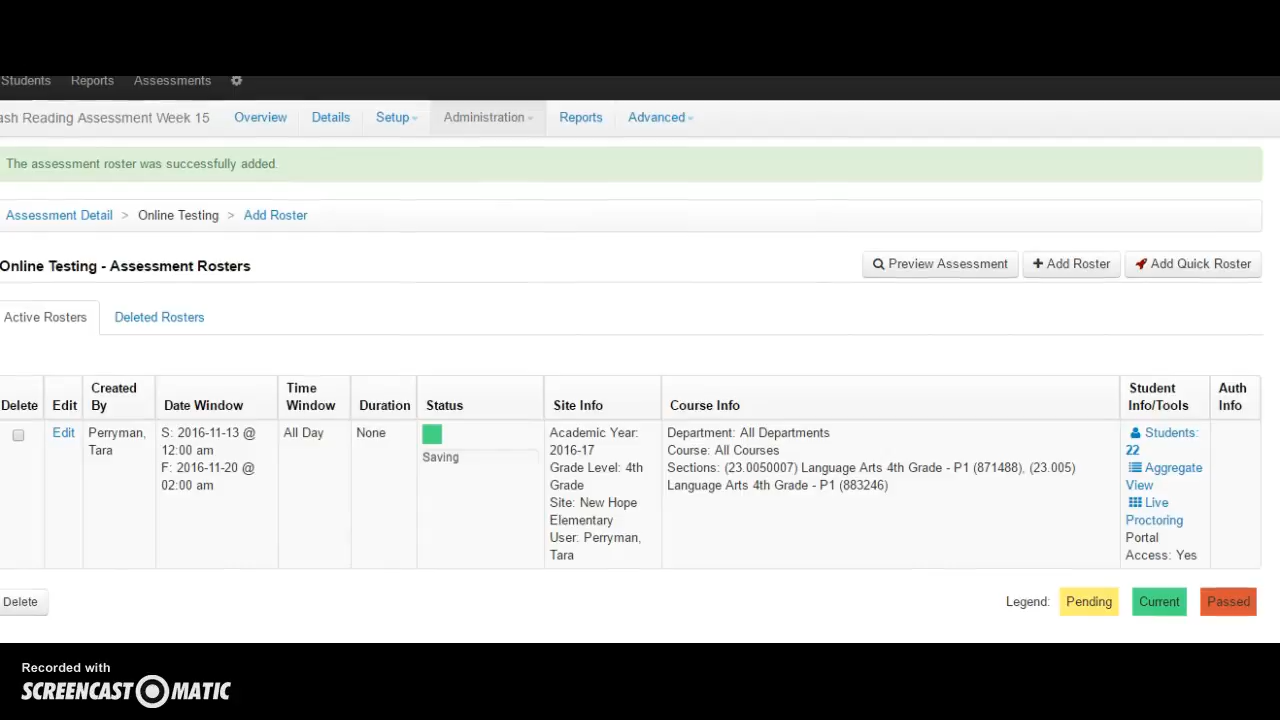 Students Reports Assessments
ash Reading Assessment Week 15 Overview Details Setup Administration Reports Advanced
The assessment roster was successfully added.
Assessment Detail > Online Testing > Add Roster
Online Testing - Assessment Rosters
Preview Assessment + Add Roster Add Quick Roster
Active Rosters Deleted Rosters
Delete
Edit
Created
By
Date Window
Time
Window
Duration
Status
Site Info
Course Info
Student
Info/Tools
Auth
Info
Edit
Perryman,
Tara
S: 2016-11-13 @
12:00 am
F: 2016-11-20 @
02:00 am
All Day
None
Saving
Academic Year:
2016-17
Grade Level: 4th
Grade
Site: New Hope
Elementary
User: Perryman,
Tara
Department: All Departments
Course: All Courses
Sections: (23.0050007) Language Arts 4th Grade - P1 (871488), (23.005)
Language Arts 4th Grade - P1 (883246)
Students:
22
Aggregate
View
Live
Proctoring
Portal
Access: Yes
Delete
Legend: Pending Current Passed
Recorded with
SCREENCAST MATIC